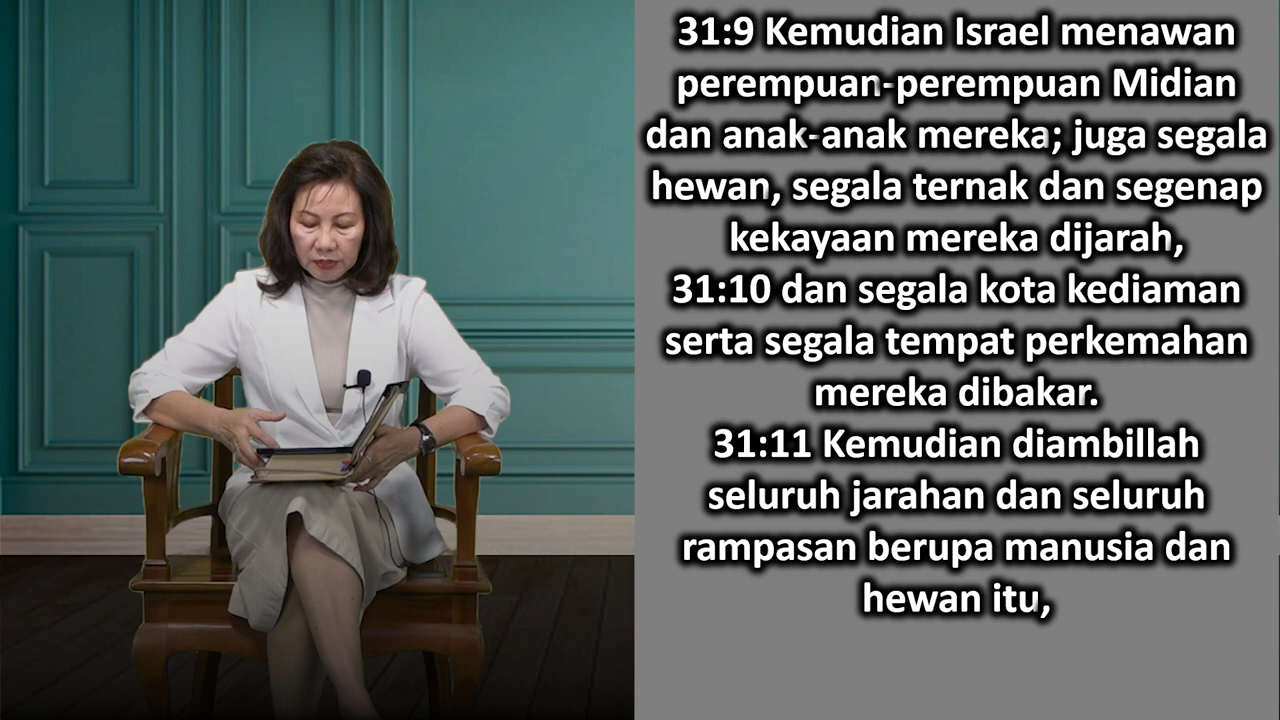 31:9 Kemudian Israel menawan
perempuan-perempuan Midian
dan anak-anak mereka; juga segala
hewan, segala ternak dan segenap
kekayaan mereka dijarah,
31:10 dan segala kota kediaman
serta segala tempat perkemahan
mereka dibakar.
31:11 Kemudian diambillah
seluruh jarahan dan seluruh
rampasan berupa manusia dan
hewan itu,